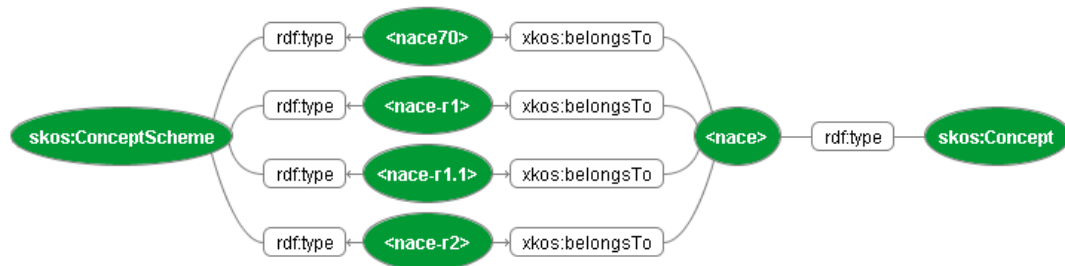 rdf:type <nace70> xkos:belongsTo
rdf:type <nace-r1> xkos:belongsTo
skos:ConceptScheme <nace> rdf:type skos:Concept
rdf:type <nace-r1.1> xkos:belongsTo
rdf:type <nace-r2> xkos:belongsTo